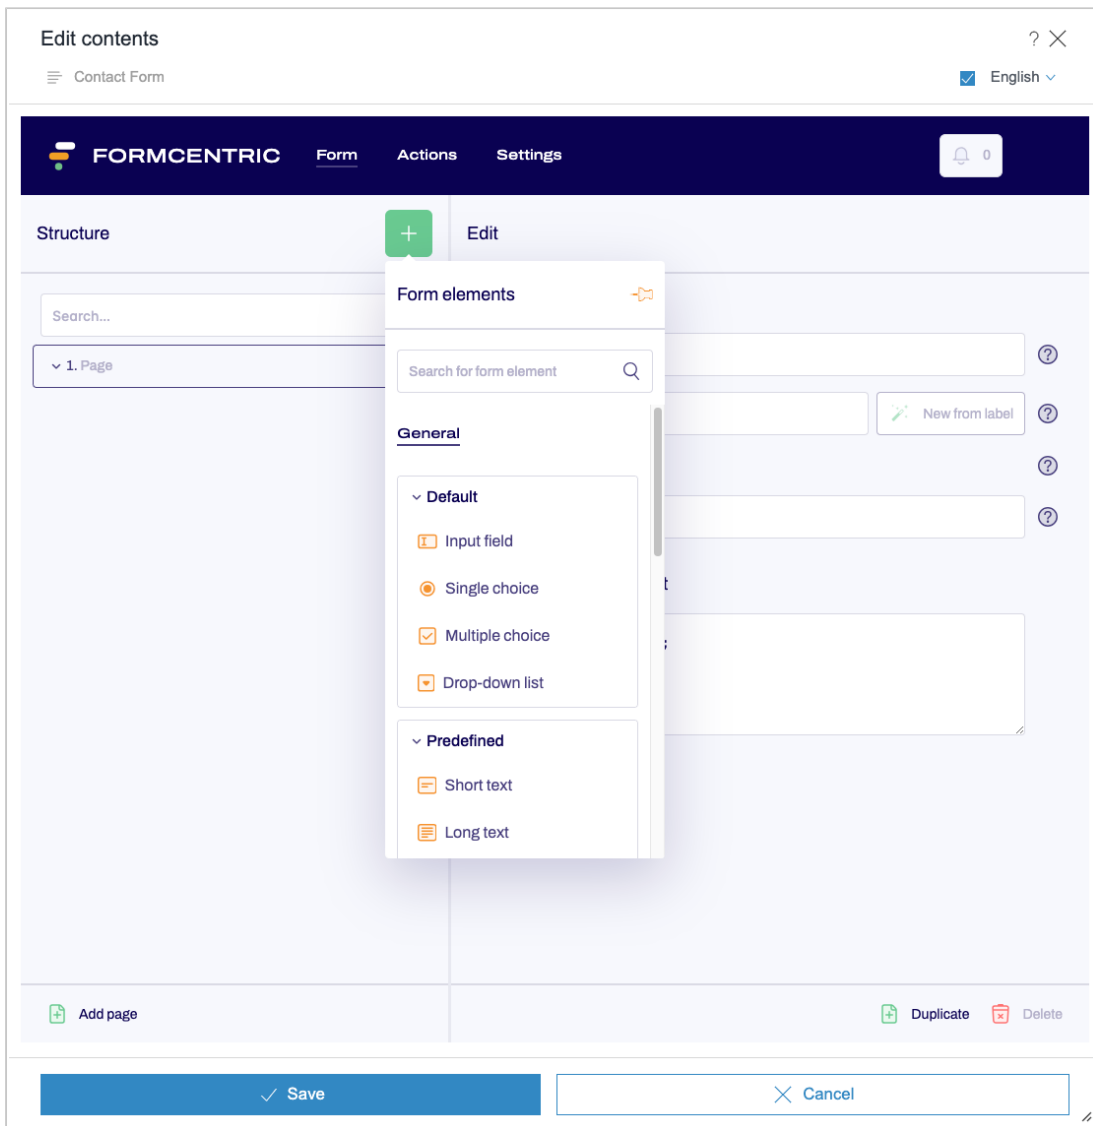 Edit contents
?
Contact Form
English
FORMCENTRIC
Form
Actions
Settings
0
Structure
+
Edit
Form elements
Search...
1. Page
Search for form element
?
New from label
?
General
?
Default
?
Input field
t
Single choice
Multiple choice
Drop-down list
Predefined
Short text
Long text
Add page
Duplicate
Delete
Save
Cancel